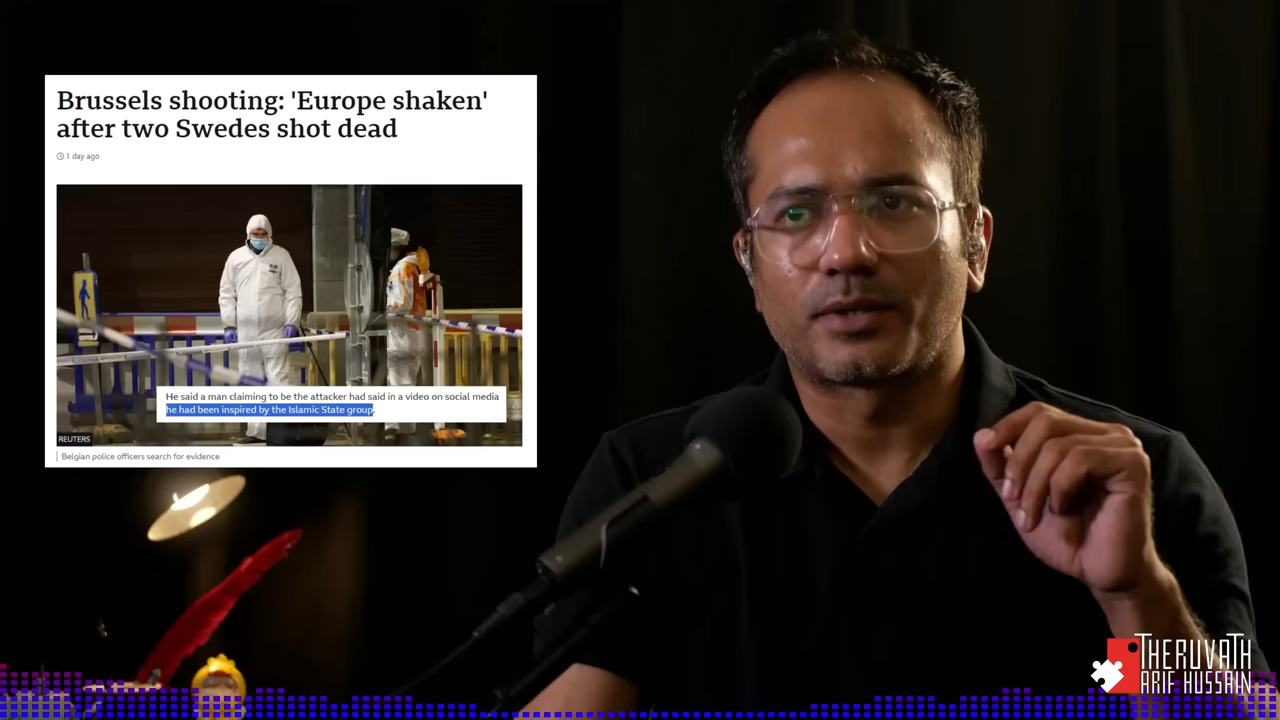 Brussels shooting: 'Europe shaken'
after two Swedes shot dead
1 day ago
He said a man claiming to be the attacker had said in a video on social media
he had been inspired by the Islamic State group.
REUTERS
Belgian police officers search for evidence
THERUVATH
ARIF HUSSAIN